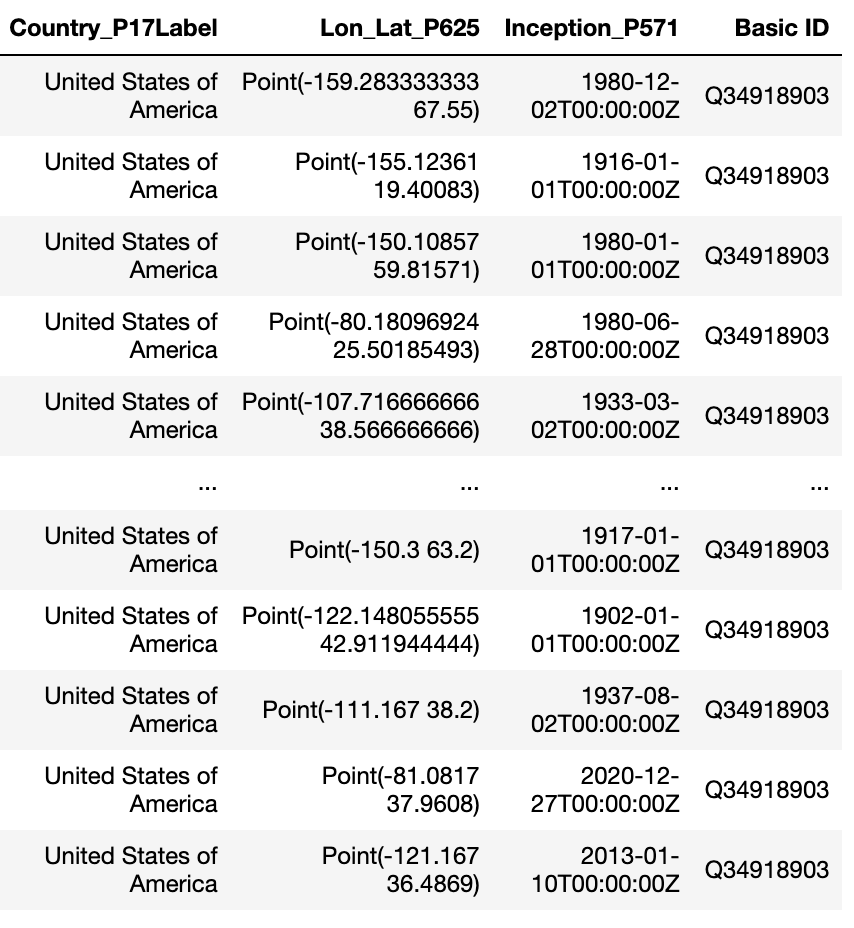 Country_P17Label Lon_Lat_P625 Inception_P571 Basic ID
United States of America Point(-159.283333333 67.55) 1980-12-02T00:00:00Z Q34918903
United States of America Point(-155.12361 19.40083) 1916-01-01T00:00:00Z Q34918903
United States of America Point(-150.10857 59.81571) 1980-01-01T00:00:00Z Q34918903
United States of America Point(-80.18096924 25.50185493) 1980-06-28T00:00:00Z Q34918903
United States of America Point(-107.716666666 38.566666666) 1933-03-02T00:00:00Z Q34918903
... ... ... ...
United States of America Point(-150.3 63.2) 1917-01-01T00:00:00Z Q34918903
United States of America Point(-122.148055555 42.911944444) 1902-01-01T00:00:00Z Q34918903
United States of America Point(-111.167 38.2) 1937-08-02T00:00:00Z Q34918903
United States of America Point(-81.0817 37.9608) 2020-12-27T00:00:00Z Q34918903
United States of America Point(-121.167 36.4869) 2013-01-10T00:00:00Z Q34918903